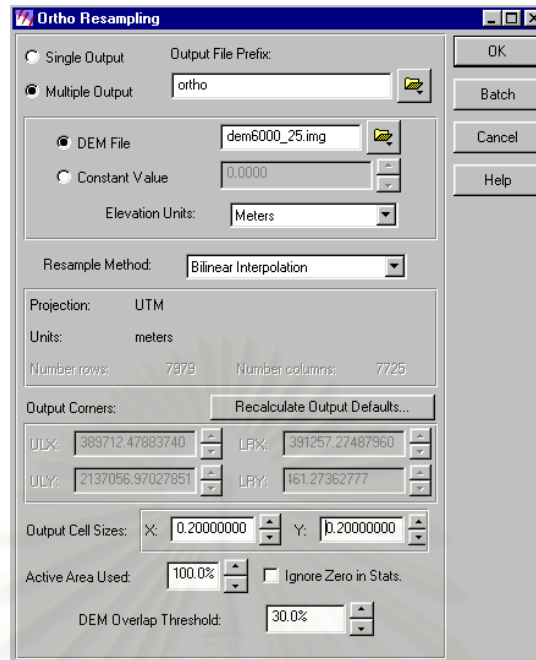 Ortho Resampling
Single Output
Output File Prefix:
Multiple Output
ortho
OK
Batch
Cancel
Help
DEM File
dem6000_25.img
Constant Value
0.0000
Elevation Units:
Meters
Resample Method:
Bilinear Interpolation
Projection: UTM
Units: meters
Number rows: 7979 Number columns: 7725
Output Corners:
Recalculate Output Defaults...
ULX: 389712.47883740 LRX: 391257.27487960
ULY: 2137056.97027851 LRY: 461.27362777
Output Cell Sizes: X: 0.20000000 Y: 0.20000000
Active Area Used: 100.0% Ignore Zero in Stats.
DEM Overlap Threshold: 30.0%